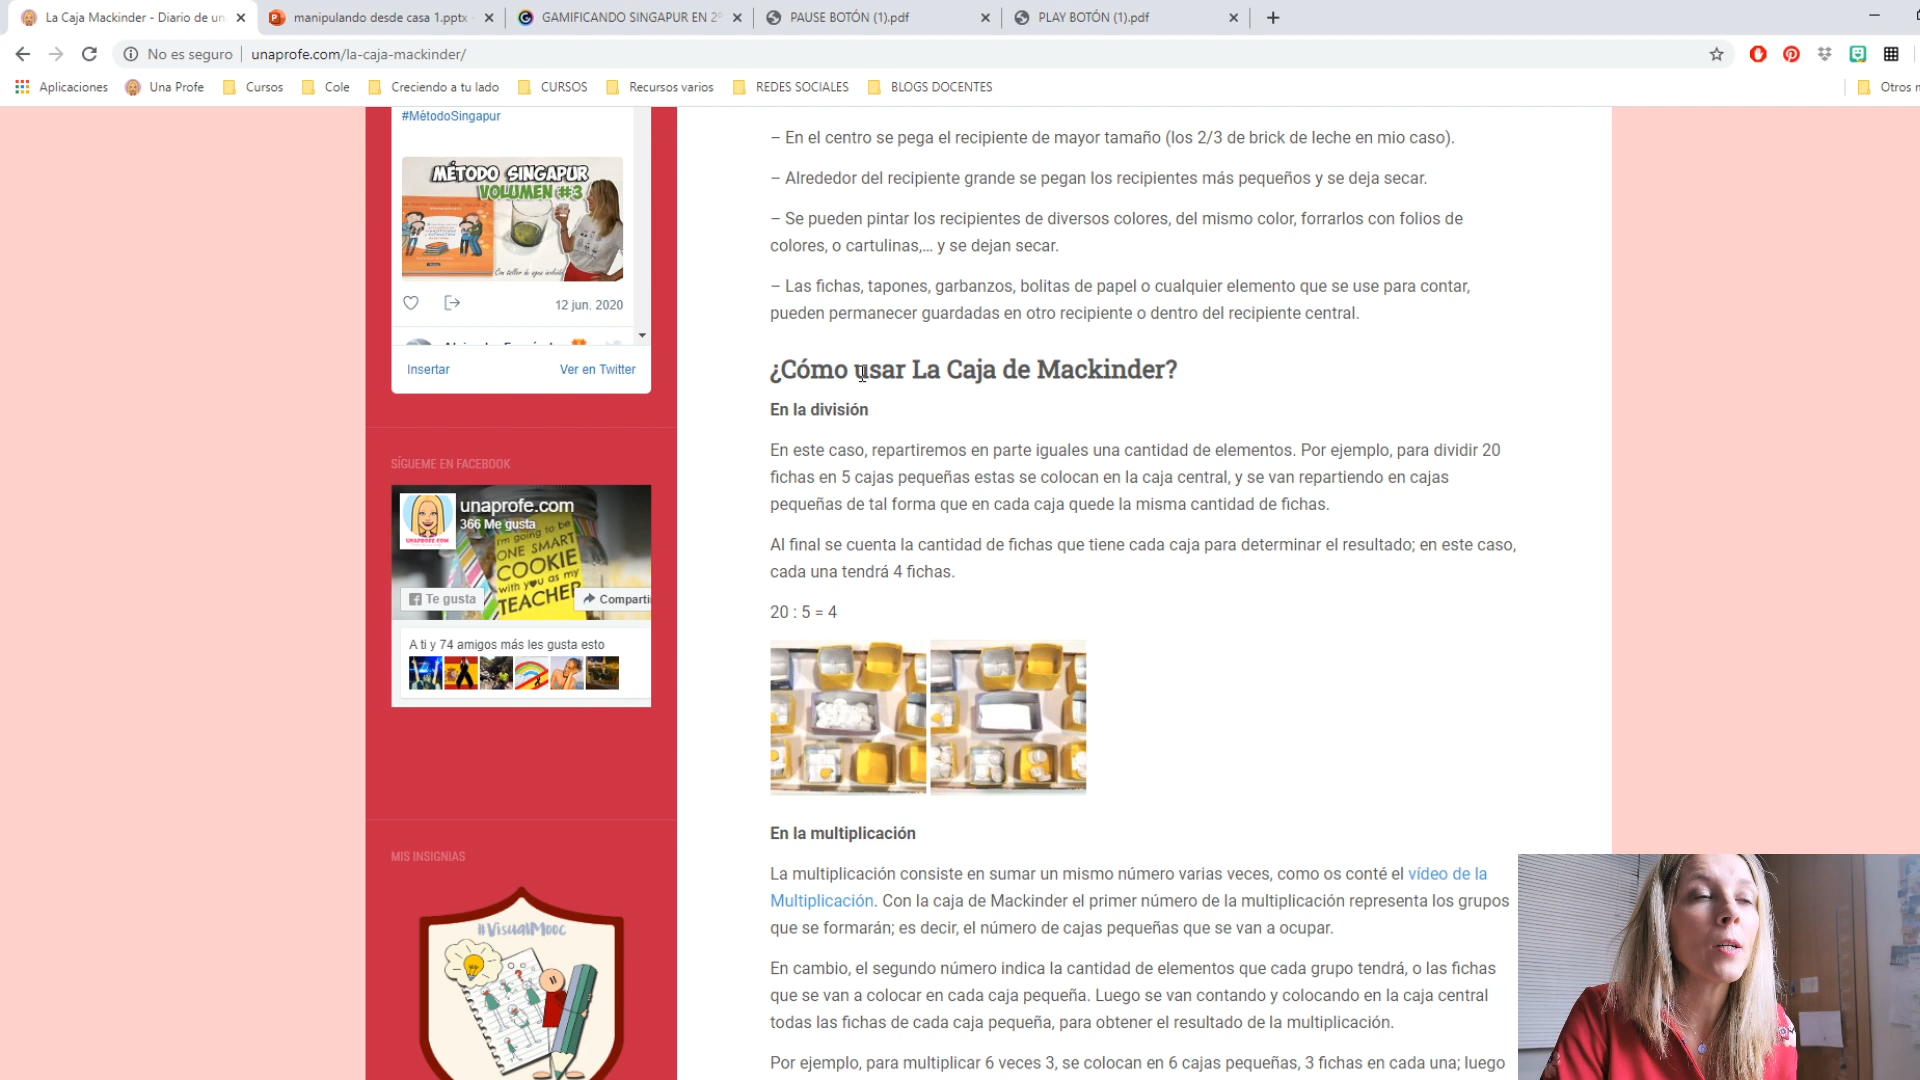 La Caja Mackinder - Diario de un
manipulando desde casa 1.pptx
GAMIFICANDO SINGAPUR EN 2º
PAUSE BOTÓN (1).pdf
PLAY BOTÓN (1).pdf
No es seguro
unaprofe.com/la-caja-mackinder/
Aplicaciones
Una Profe
Cursos
Cole
Creciendo a tu lado
CURSOS
Recursos varios
REDES SOCIALES
BLOGS DOCENTES
Otros m
#MétodoSingapur
MÉTODO SINGAPUR
VOLUMEN #3
Con taller de agua incluido
12 jun. 2020
Insertar
Ver en Twitter
SÍGUEME EN FACEBOOK
unaprofe.com
366 Me gusta
UNAPROFE.COM
I'm going to be
ONE SMART
COOKIE
with you as my
TEACHER
Te gusta
Comparti
A ti y 74 amigos más les gusta esto
MIS INSIGNIAS
#VisualMooc
– En el centro se pega el recipiente de mayor tamaño (los 2/3 de brick de leche en mio caso).
– Alrededor del recipiente grande se pegan los recipientes más pequeños y se deja secar.
– Se pueden pintar los recipientes de diversos colores, del mismo color, forrarlos con folios de
colores, o cartulinas,... y se dejan secar.
– Las fichas, tapones, garbanzos, bolitas de papel o cualquier elemento que se use para contar,
pueden permanecer guardadas en otro recipiente o dentro del recipiente central.
¿Cómo usar La Caja de Mackinder?
En la división
En este caso, repartiremos en parte iguales una cantidad de elementos. Por ejemplo, para dividir 20
fichas en 5 cajas pequeñas estas se colocan en la caja central, y se van repartiendo en cajas
pequeñas de tal forma que en cada caja quede la misma cantidad de fichas.
Al final se cuenta la cantidad de fichas que tiene cada caja para determinar el resultado; en este caso,
cada una tendrá 4 fichas.
20 : 5 = 4
En la multiplicación
La multiplicación consiste en sumar un mismo número varias veces, como os conté el vídeo de la
Multiplicación. Con la caja de Mackinder el primer número de la multiplicación representa los grupos
que se formarán; es decir, el número de cajas pequeñas que se van a ocupar.
En cambio, el segundo número indica la cantidad de elementos que cada grupo tendrá, o las fichas
que se van a colocar en cada caja pequeña. Luego se van contando y colocando en la caja central
todas las fichas de cada caja pequeña, para obtener el resultado de la multiplicación.
Por ejemplo, para multiplicar 6 veces 3, se colocan en 6 cajas pequeñas, 3 fichas en cada una; luego